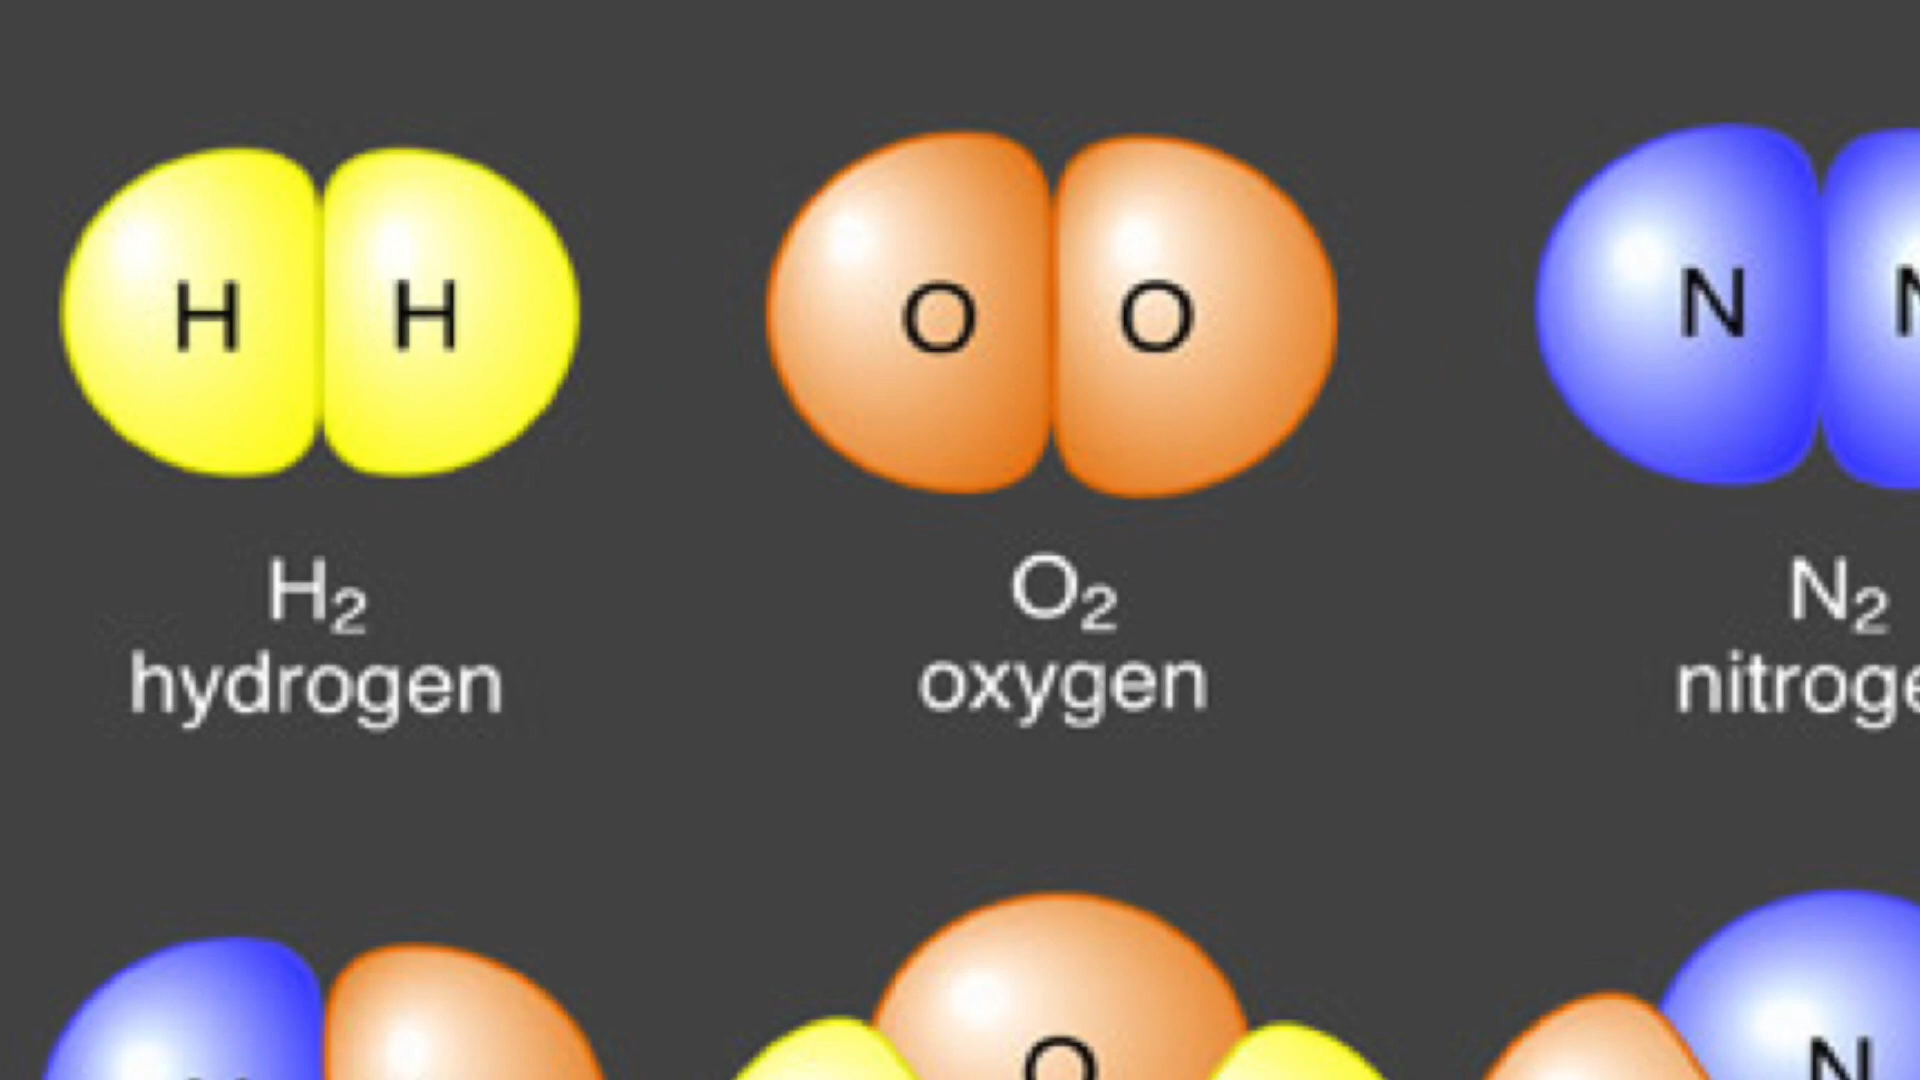 H H
O O
N N
H₂
hydrogen
O₂
oxygen
N₂
O
N